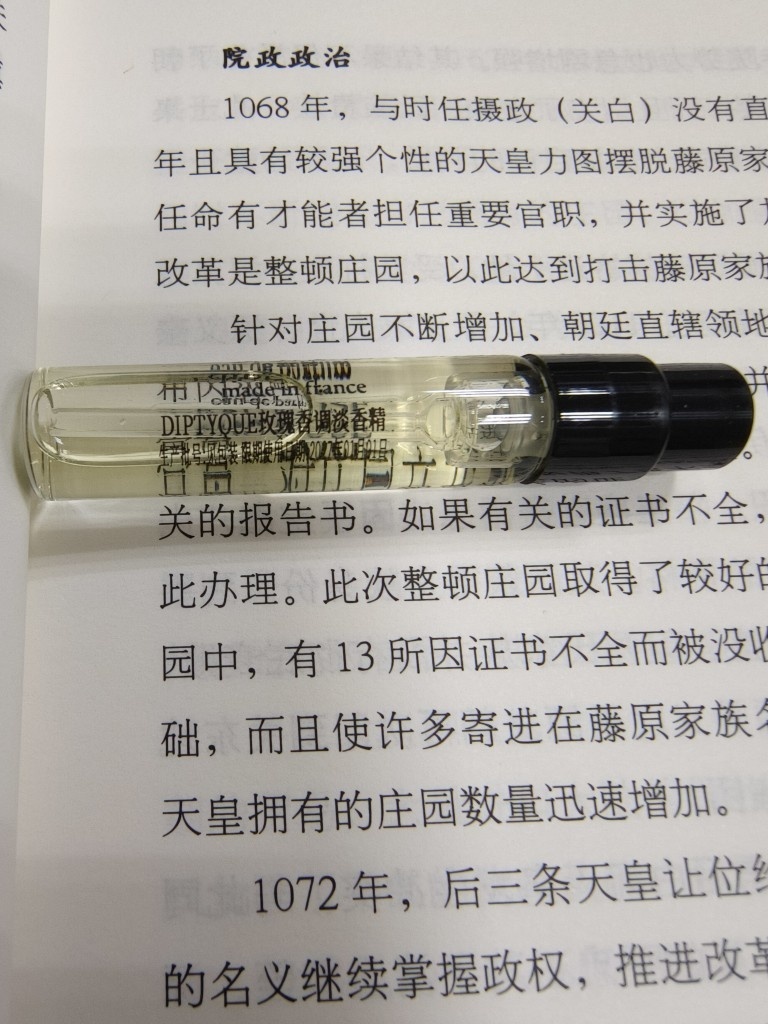 院政政治
1068 年，与时任摄政（关白）没有直
年且具有较强个性的天皇力图摆脱藤原家
任命有才能者担任重要官职，并实施了
改革是整顿庄园，以此达到打击藤原家族
针对庄园不断增加、朝廷直辖领地
made in france
DIPTYQUE玫瑰香调淡香精
关的报告书。如果有关的证书不全，
此办理。此次整顿庄园取得了较好的
园中，有 13 所因证书不全而被没收
础，而且使许多寄进在藤原家族名
天皇拥有的庄园数量迅速增加。
1072 年，后三条天皇让位给
的名义继续掌握政权，推进改革